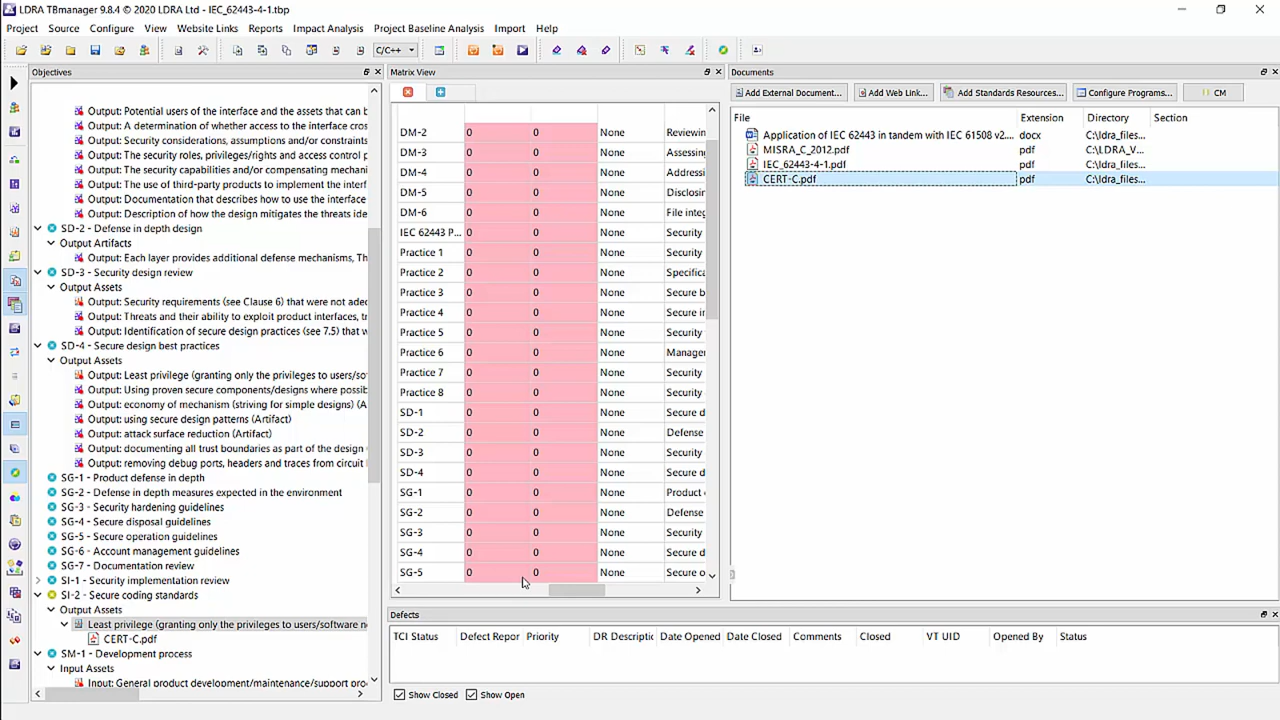 LDRA TBmanager 9.8.4 © 2020 LDRA Ltd - IEC_62443-4-1.tbp
Project Source Configure View Website Links Reports Impact Analysis Project Baseline Analysis Import Help
C/C++
Objectives
Output: Potential users of the interface and the assets that can b
Output: A determination of whether access to the interface cros
Output: Security considerations, assumptions and/or constraints
Output: The security roles, privileges/rights and access control p
Output: The security capabilities and/or compensating mechani
Output: The use of third-party products to implement the interf
Output: Documentation that describes how to use the interface
Output: Description of how the design mitigates the threats ide
SD-2 - Defense in depth design
Output Artifacts
Output: Each layer provides additional defense mechanisms, Th
SD-3 - Security design review
Output Assets
Output: Security requirements (see Clause 6) that were not adec
Output: Threats and their ability to exploit product interfaces, t
Output: Identification of secure design practices (see 7.5) that w
SD-4 - Secure design best practices
Output Assets
Output: Least privilege (granting only the privileges to users/sof
Output: Using proven secure components/designs where possib
Output: economy of mechanism (striving for simple designs) (A
Output: using secure design patterns (Artifact)
Output: attack surface reduction (Artifact)
Output: documenting all trust boundaries as part of the design
Output: removing debug ports, headers and traces from circuit
SG-1 - Product defense in depth
SG-2 - Defense in depth measures expected in the environment
SG-3 - Security hardening guidelines
SG-4 - Secure disposal guidelines
SG-5 - Secure operation guidelines
SG-6 - Account management guidelines
SG-7 - Documentation review
SI-1 - Security implementation review
SI-2 - Secure coding standards
Output Assets
Least privilege (granting only the privileges to users/software n
CERT-C.pdf
SM-1 - Development process
Input Assets
Input: General product development/maintenance/support pro
Matrix View
DM-2 0 0 None Reviewin
DM-3 0 0 None Assessin
DM-4 0 0 None Addressi
DM-5 0 0 None Disclosin
DM-6 0 0 None File integ
IEC 62443 P... 0 0 None Security
Practice 1 0 0 None Security
Practice 2 0 0 None Specifica
Practice 3 0 0 None Secure b
Practice 4 0 0 None Secure in
Practice 5 0 0 None Security
Practice 6 0 0 None Manager
Practice 7 0 0 None Security
Practice 8 0 0 None Security
SD-1 0 0 None Secure d
SD-2 0 0 None Defense
SD-3 0 0 None Security
SD-4 0 0 None Secure d
SG-1 0 0 None Product
SG-2 0 0 None Defense
SG-3 0 0 None Security
SG-4 0 0 None Secure d
SG-5 0 0 None Secure o
Documents
Add External Document... Add Web Link... Add Standards Resources... Configure Programs... CM
File Extension Directory Section
Application of IEC 62443 in tandem with IEC 61508 v2.... docx C:\ldra_files...
MISRA_C_2012.pdf pdf C:\LDRA_V...
IEC_62443-4-1.pdf pdf C:\ldra_files...
CERT-C.pdf pdf C:\ldra_files...
Defects
TCI Status Defect Repor Priority DR Descriptic Date Opened Date Closed Comments Closed VT UID Opened By Status
Show Closed Show Open